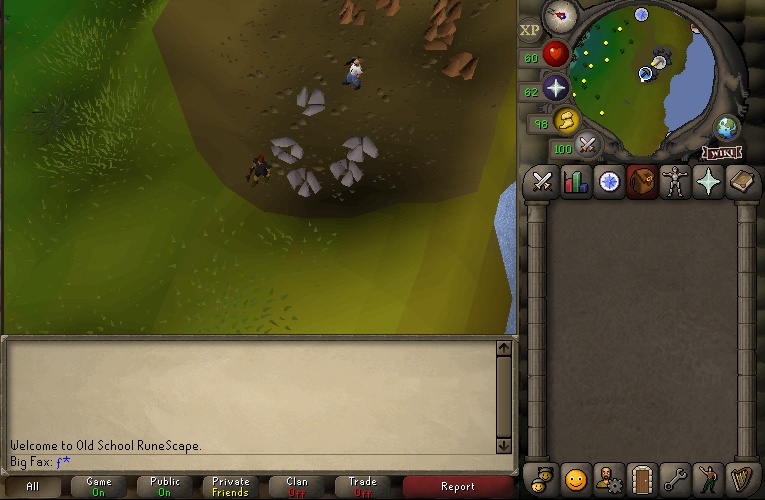 XP
60
62
98
100
WIKI
Welcome to Old School RuneScape.
Big Fax: f*
All
Game
On
Public
On
Private
Friends
Clan
Off
Trade
Off
Report